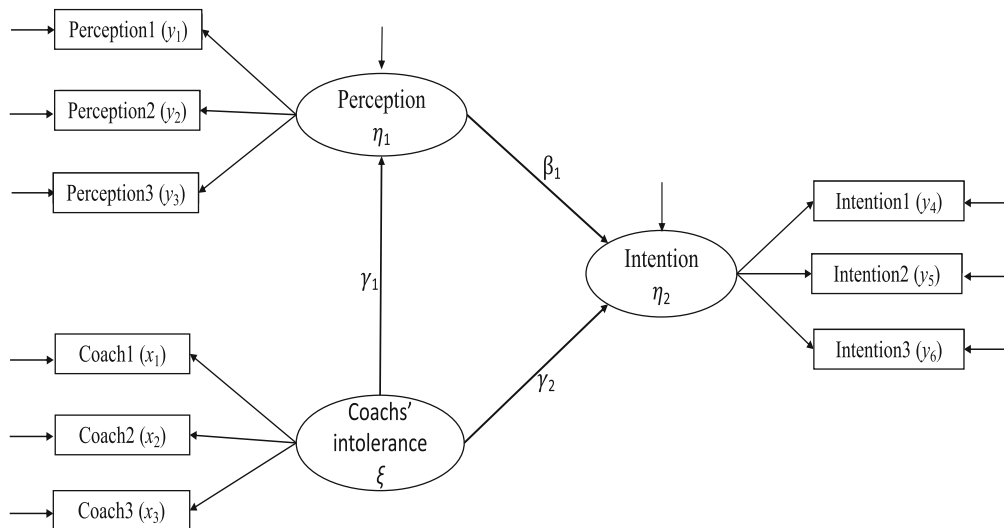 Perception1 (y₁)
Perception2 (y₂)
Perception3 (y₃)
Perception
η₁
β₁
Intention
η₂
Intention1 (y₄)
Intention2 (y₅)
Intention3 (y₆)
γ₁
γ₂
Coach1 (x₁)
Coach2 (x₂)
Coach3 (x₃)
Coachs’
intolerance
ξ